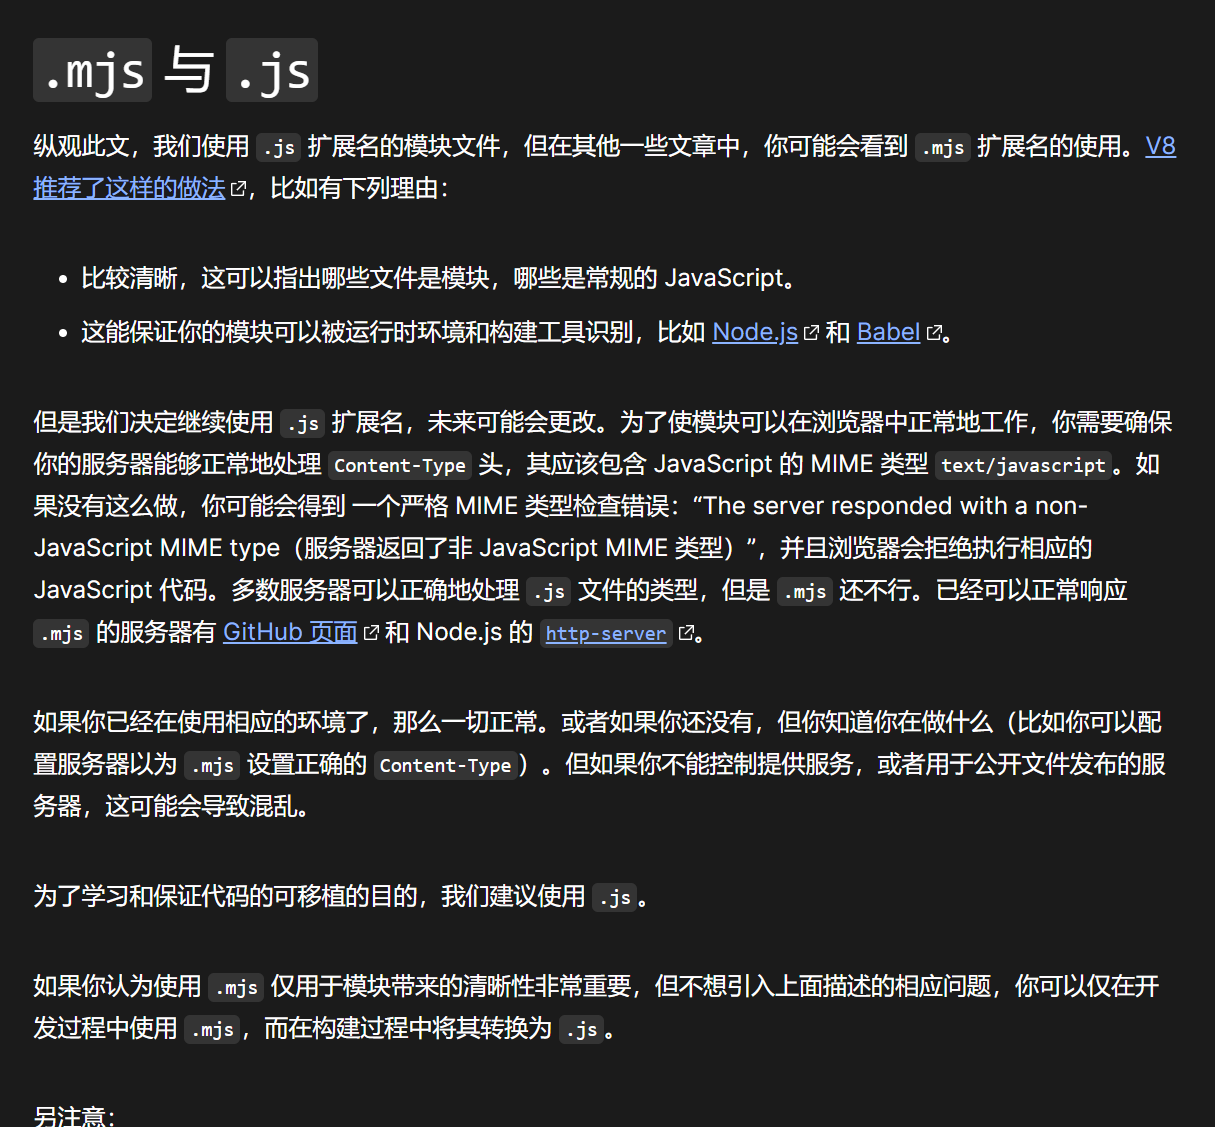 .mjs 与 .js
纵观此文，我们使用 .js 扩展名的模块文件，但在其他一些文章中，你可能会看到 .mjs 扩展名的使用。V8
推荐了这样的做法，比如有下列理由：
• 比较清晰，这可以指出哪些文件是模块，哪些是常规的 JavaScript。
• 这能保证你的模块可以被运行时环境和构建工具识别，比如 Node.js 和 Babel。
但是我们决定继续使用 .js 扩展名，未来可能会更改。为了使模块可以在浏览器中正常地工作，你需要确保
你的服务器能够正常地处理 Content-Type 头，其应该包含 JavaScript 的 MIME 类型 text/javascript。如
果没有这么做，你可能会得到 一个严格 MIME 类型检查错误：“The server responded with a non-
JavaScript MIME type（服务器返回了非 JavaScript MIME 类型）”，并且浏览器会拒绝执行相应的
JavaScript 代码。多数服务器可以正确地处理 .js 文件的类型，但是 .mjs 还不行。已经可以正常响应
.mjs 的服务器有 GitHub 页面 和 Node.js 的 http-server。
如果你已经在使用相应的环境了，那么一切正常。或者如果你还没有，但你知道你在做什么（比如你可以配
置服务器以为 .mjs 设置正确的 Content-Type）。但如果你不能控制提供服务，或者用于公开文件发布的服
务器，这可能会导致混乱。
为了学习和保证代码的可移植的目的，我们建议使用 .js。
如果你认为使用 .mjs 仅用于模块带来的清晰性非常重要，但不想引入上面描述的相应问题，你可以仅在开
发过程中使用 .mjs，而在构建过程中将其转换为 .js。
另注意：